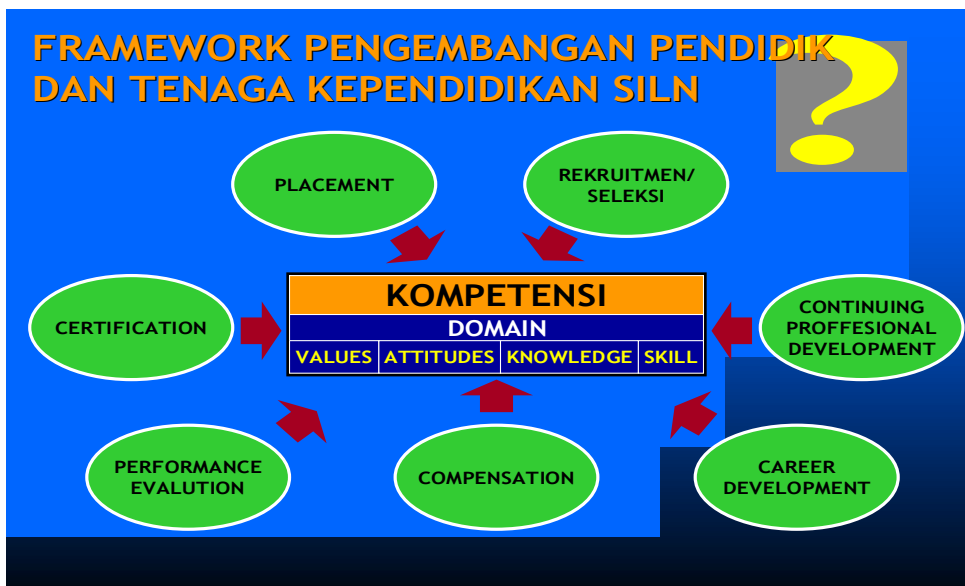 FRAMEWORK PENGEMBANGAN PENDIDIK
DAN TENAGA KEPENDIDIKAN SILN
?
PLACEMENT
REKRUITMEN/
SELEKSI
CERTIFICATION
KOMPETENSI
DOMAIN
VALUES ATTITUDES KNOWLEDGE SKILL
CONTINUING
PROFFESIONAL
DEVELOPMENT
PERFORMANCE
EVALUTION
COMPENSATION
CAREER
DEVELOPMENT